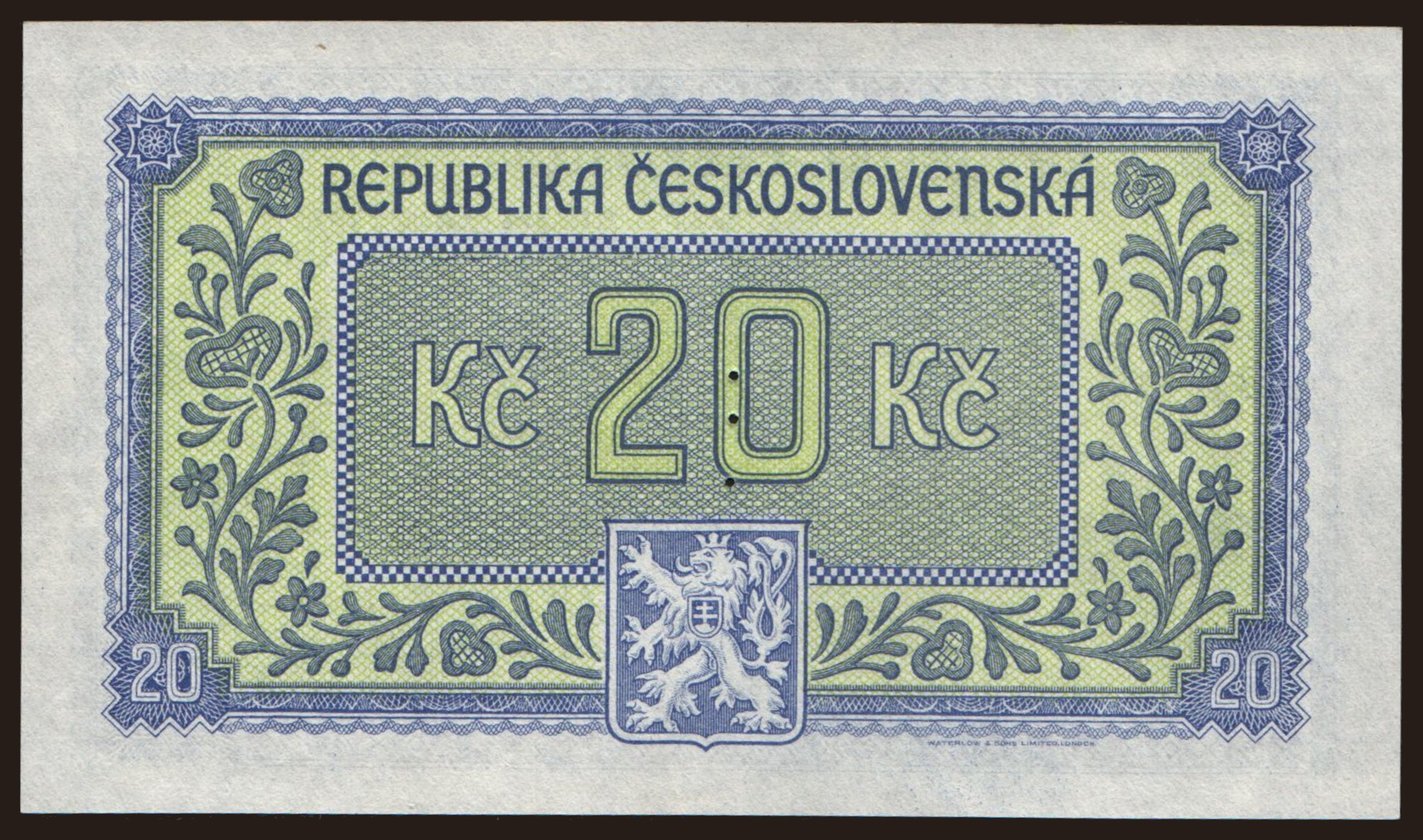 REPUBLIKA ČESKOSLOVENSKÁ
Kč 20 Kč
20 20
WATERLOW & SONS LIMITED, LONDON.